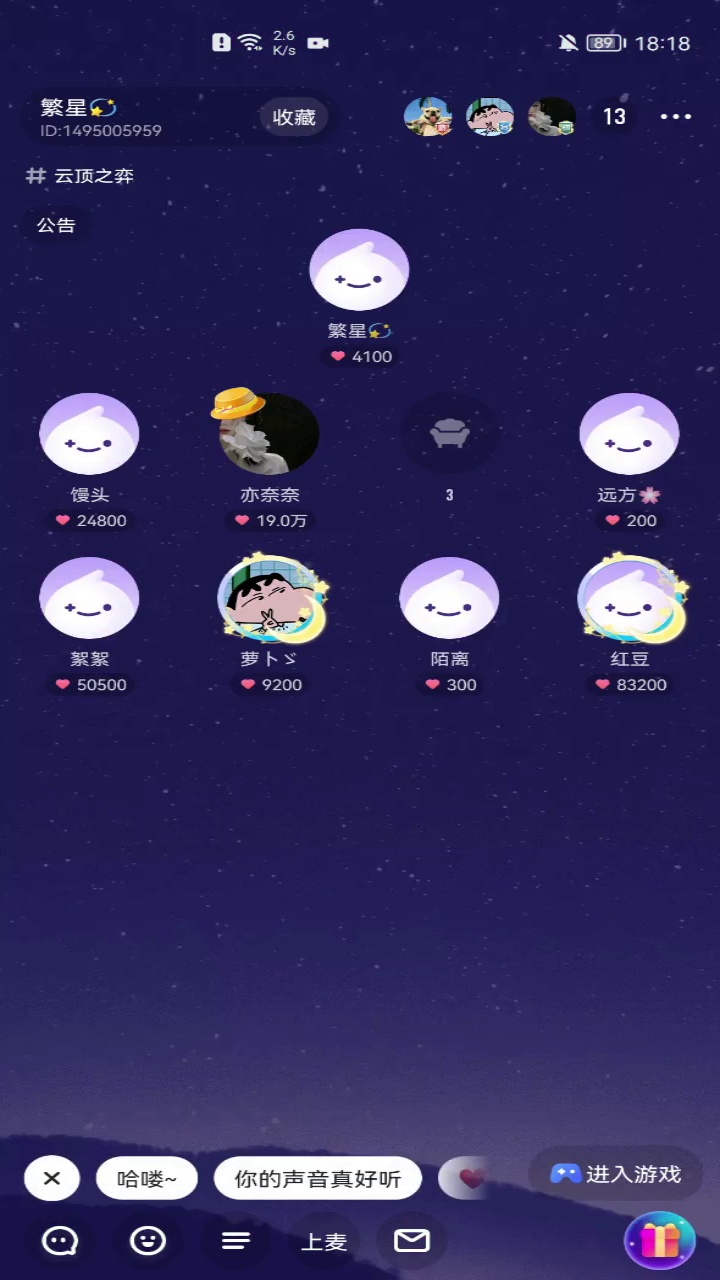 2.6
K/s
89
18:18
繁星💫
ID:1495005959
收藏
13
# 云顶之弈
公告
繁星💫
4100
馒头
亦奈奈
3
远方🌸
24800
19.0万
200
絮絮
萝卜ゞ
陌离
红豆
50500
9200
300
83200
哈喽~
你的声音真好听
进入游戏
上麦